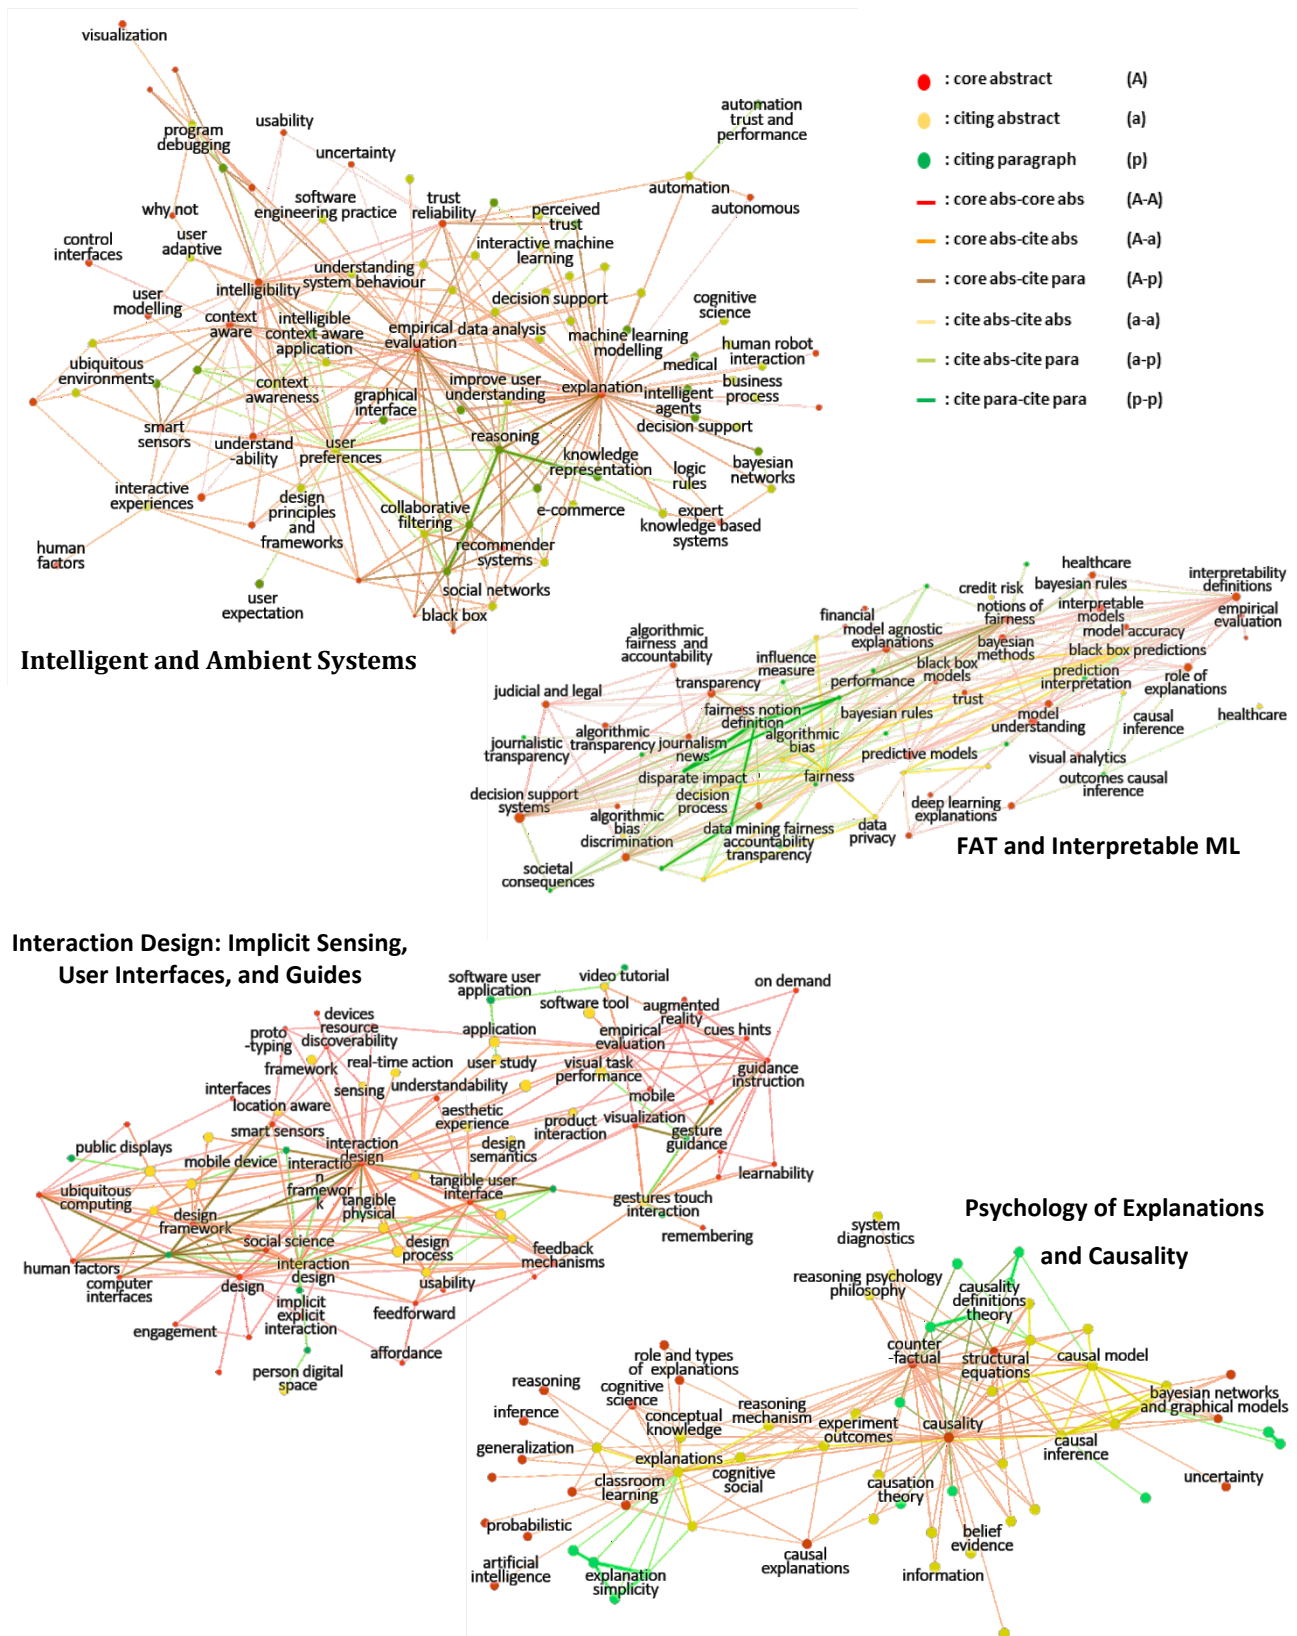 visualization
program
debugging
usability
uncertainty
automation
trust and
performance
automation
autonomous
why not
software
engineering practice
trust
reliability
perceived
trust
control
interfaces
user
adaptive
interactive machine
learning
understanding
system behaviour
intelligibility
decision support
user
modelling
context
aware
intelligible
context aware
application
empirical
evaluation
data analysis
machine learning
modelling
cognitive
science
human robot
interaction
medical
ubiquitous
environments
context
awareness
graphical
interface
improve user
understanding
explanation
intelligent
agents
business
process
decision support
smart
sensors
understand
-ability
user
preferences
reasoning
knowledge
representation
logic
rules
bayesian
networks
interactive
experiences
design
principles
and
frameworks
collaborative
filtering
e-commerce
expert
knowledge based
systems
human
factors
recommender
systems
user
expectation
social networks
black box
Intelligent and Ambient Systems
: core abstract (A)
: citing abstract (a)
: citing paragraph (p)
: core abs-core abs (A-A)
: core abs-cite abs (A-a)
: core abs-cite para (A-p)
: cite abs-cite abs (a-a)
: cite abs-cite para (a-p)
: cite para-cite para (p-p)
healthcare
bayesian rules
interpretability
definitions
credit risk
notions of
fairness
interpretable
models
empirical
evaluation
financial
model agnostic
explanations
model accuracy
algorithmic
fairness and
accountability
influence
measure
bayesian
methods
black box predictions
black box
models
prediction
interpretation
role of
explanations
judicial and legal
transparency
performance
trust
fairness notion
definition
bayesian rules
model
understanding
causal
inference
healthcare
journalistic
transparency
algorithmic
transparency
journalism
news
algorithmic
bias
predictive models
visual analytics
disparate impact
fairness
outcomes causal
inference
decision support
systems
decision
process
algorithmic
bias
discrimination
data mining fairness
accountability
transparency
data
privacy
deep learning
explanations
societal
consequences
FAT and Interpretable ML
Interaction Design: Implicit Sensing,
User Interfaces, and Guides
software user
application
video tutorial
on demand
software tool
augmented
reality
devices
resource
discoverability
proto
-typing
application
empirical
evaluation
cues hints
framework
real-time action
user study
visual task
performance
guidance
instruction
interfaces
sensing
understandability
mobile
location aware
smart sensors
aesthetic
experience
product
interaction
visualization
public displays
interaction
design
design
semantics
gesture
guidance
mobile device
interactio
n
framewor
k
tangible user
interface
learnability
ubiquitous
computing
tangible
physical
gestures touch
interaction
design
framework
remembering
social science
design
process
feedback
mechanisms
human factors
computer
interfaces
design
interaction
design
usability
implicit
explicit
interaction
feedforward
engagement
affordance
person digital
space
Psychology of Explanations
and Causality
system
diagnostics
reasoning psychology
philosophy
causality
definitions
theory
counter
-factual
structural
equations
causal model
role and types
of explanations
reasoning
cognitive
science
reasoning
mechanism
bayesian networks
and graphical models
inference
conceptual
knowledge
experiment
outcomes
causality
causal
inference
generalization
explanations
classroom
learning
cognitive
social
causation
theory
uncertainty
probabilistic
belief
evidence
artificial
intelligence
explanation
simplicity
causal
explanations
information